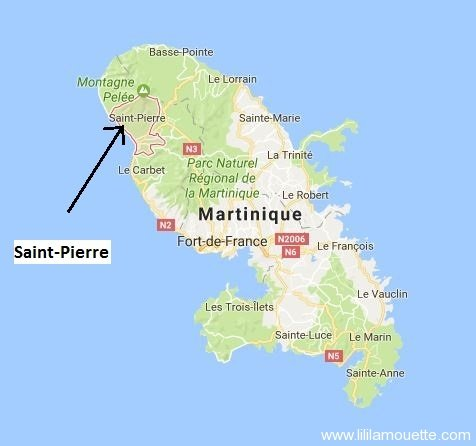 Basse-Pointe
Montagne
Pelée
Le Lorrain
Saint-Pierre
Sainte-Marie
N3
La Trinité
Parc Naturel
Régional de
la Martinique
Le Carbet
Le Robert
Martinique
N2
Fort-de-France
N2006
N6
Le François
Saint-Pierre
Le Vauclin
Les Trois-Îlets
Sainte-Luce
Le Marin
N5
Sainte-Anne
www.lililamouette.com